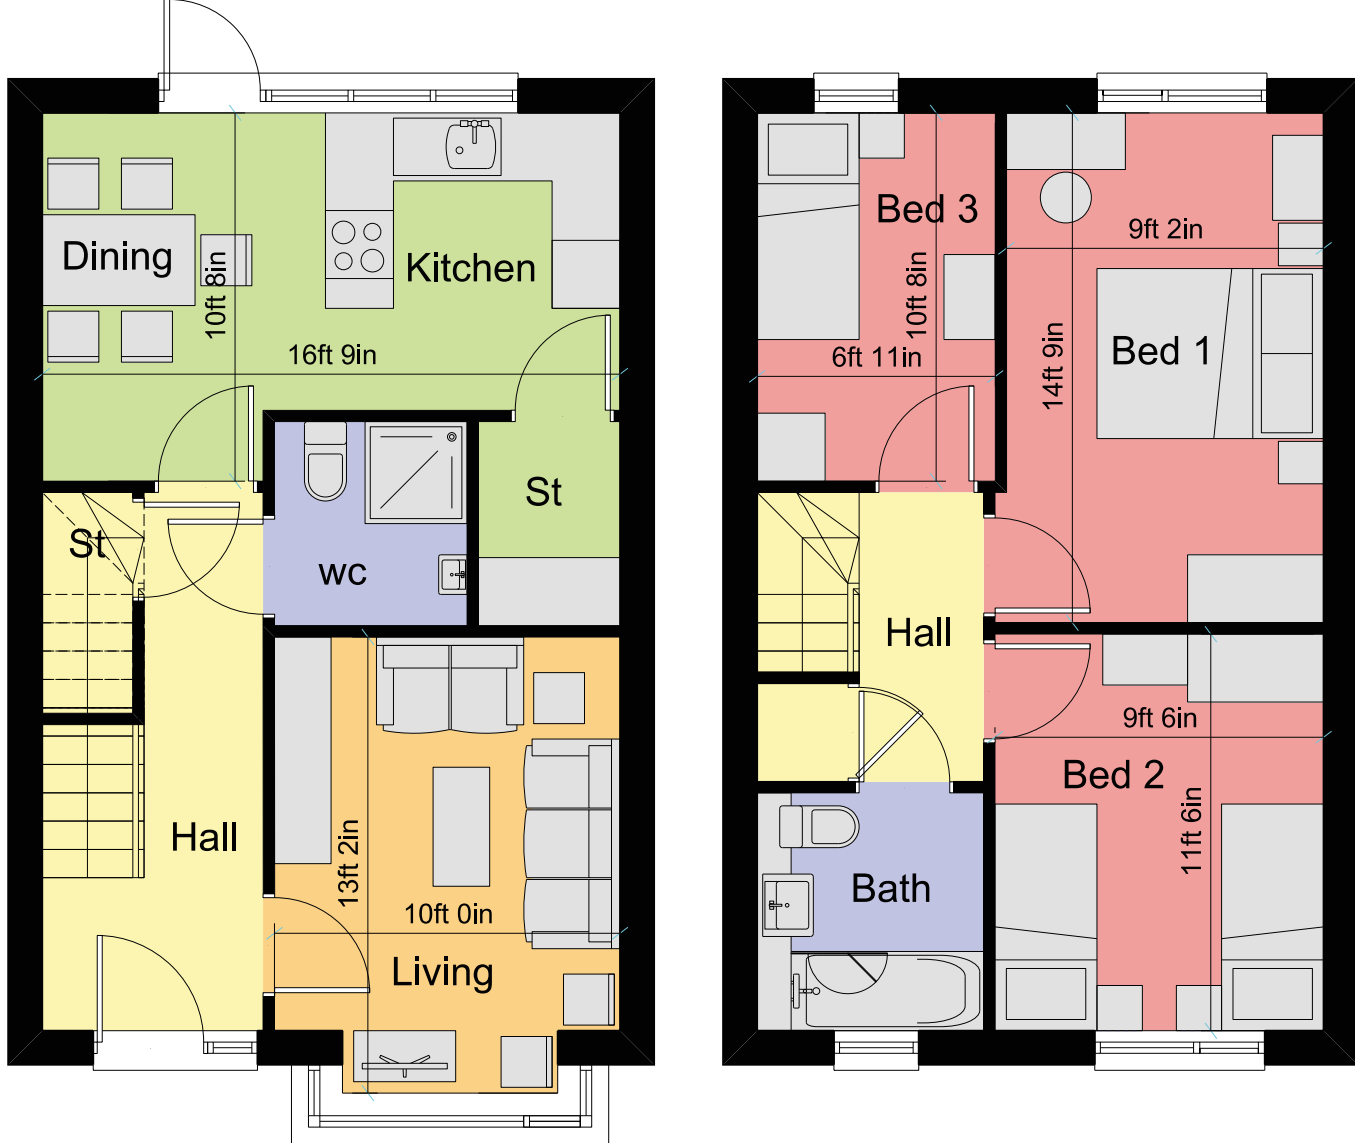 Dining
10ft 8in
Kitchen
16ft 9in
St
St
wc
Hall
13ft 2in
10ft 0in
Living
Bed 3
10ft 8in
6ft 11in
9ft 2in
14ft 9in
Bed 1
Hall
9ft 6in
Bed 2
11ft 6in
Bath